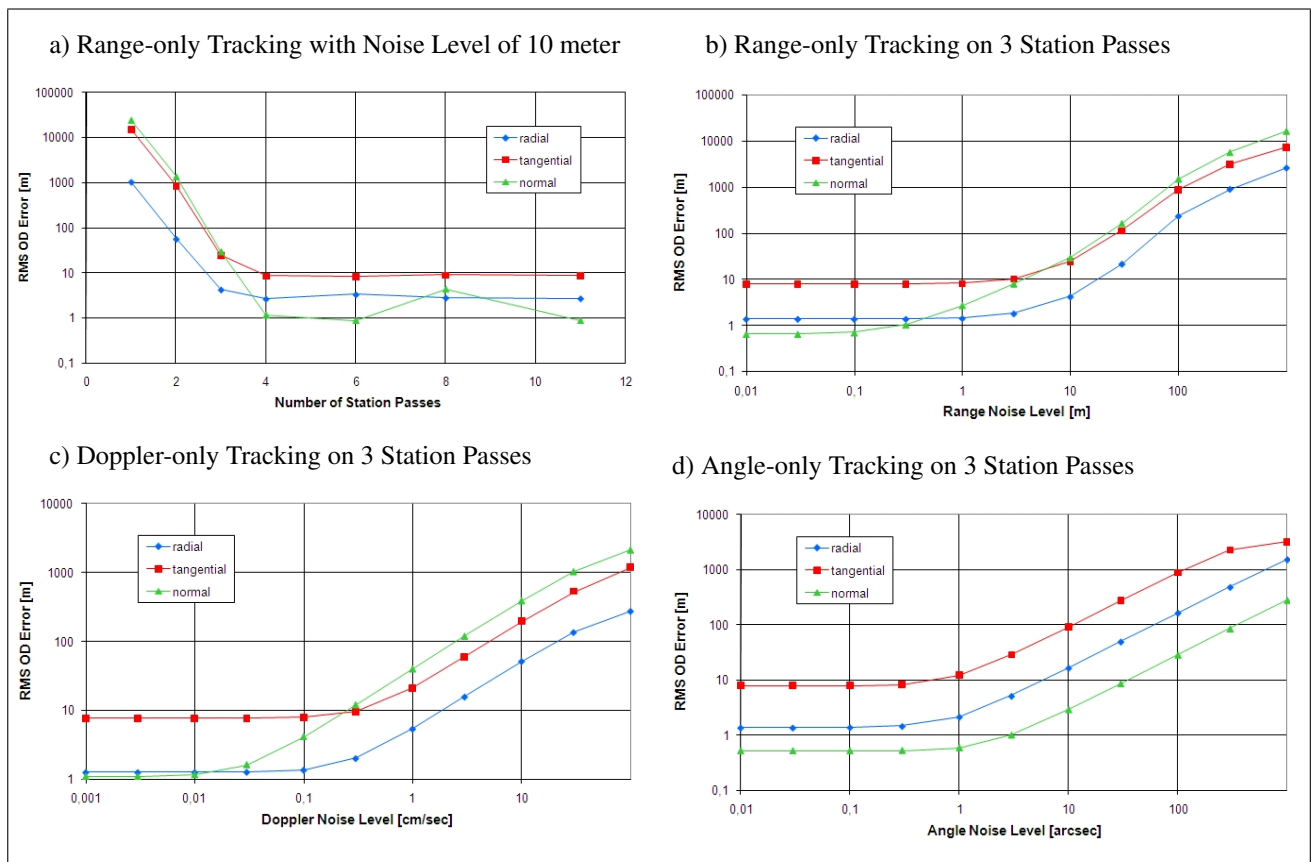 a) Range-only Tracking with Noise Level of 10 meter
100000
10000
1000
100
10
1
0,1
RMS OD Error [m]
radial
tangential
normal
0 2 4 6 8 10 12
Number of Station Passes
b) Range-only Tracking on 3 Station Passes
100000
10000
1000
100
10
1
0,1
RMS OD Error [m]
radial
tangential
normal
0,01 0,1 1 10 100
Range Noise Level [m]
c) Doppler-only Tracking on 3 Station Passes
10000
1000
100
10
1
RMS OD Error [m]
radial
tangential
normal
0,001 0,01 0,1 1 10
Doppler Noise Level [cm/sec]
d) Angle-only Tracking on 3 Station Passes
10000
1000
100
10
1
0,1
RMS OD Error [m]
radial
tangential
normal
0,01 0,1 1 10 100
Angle Noise Level [arcsec]